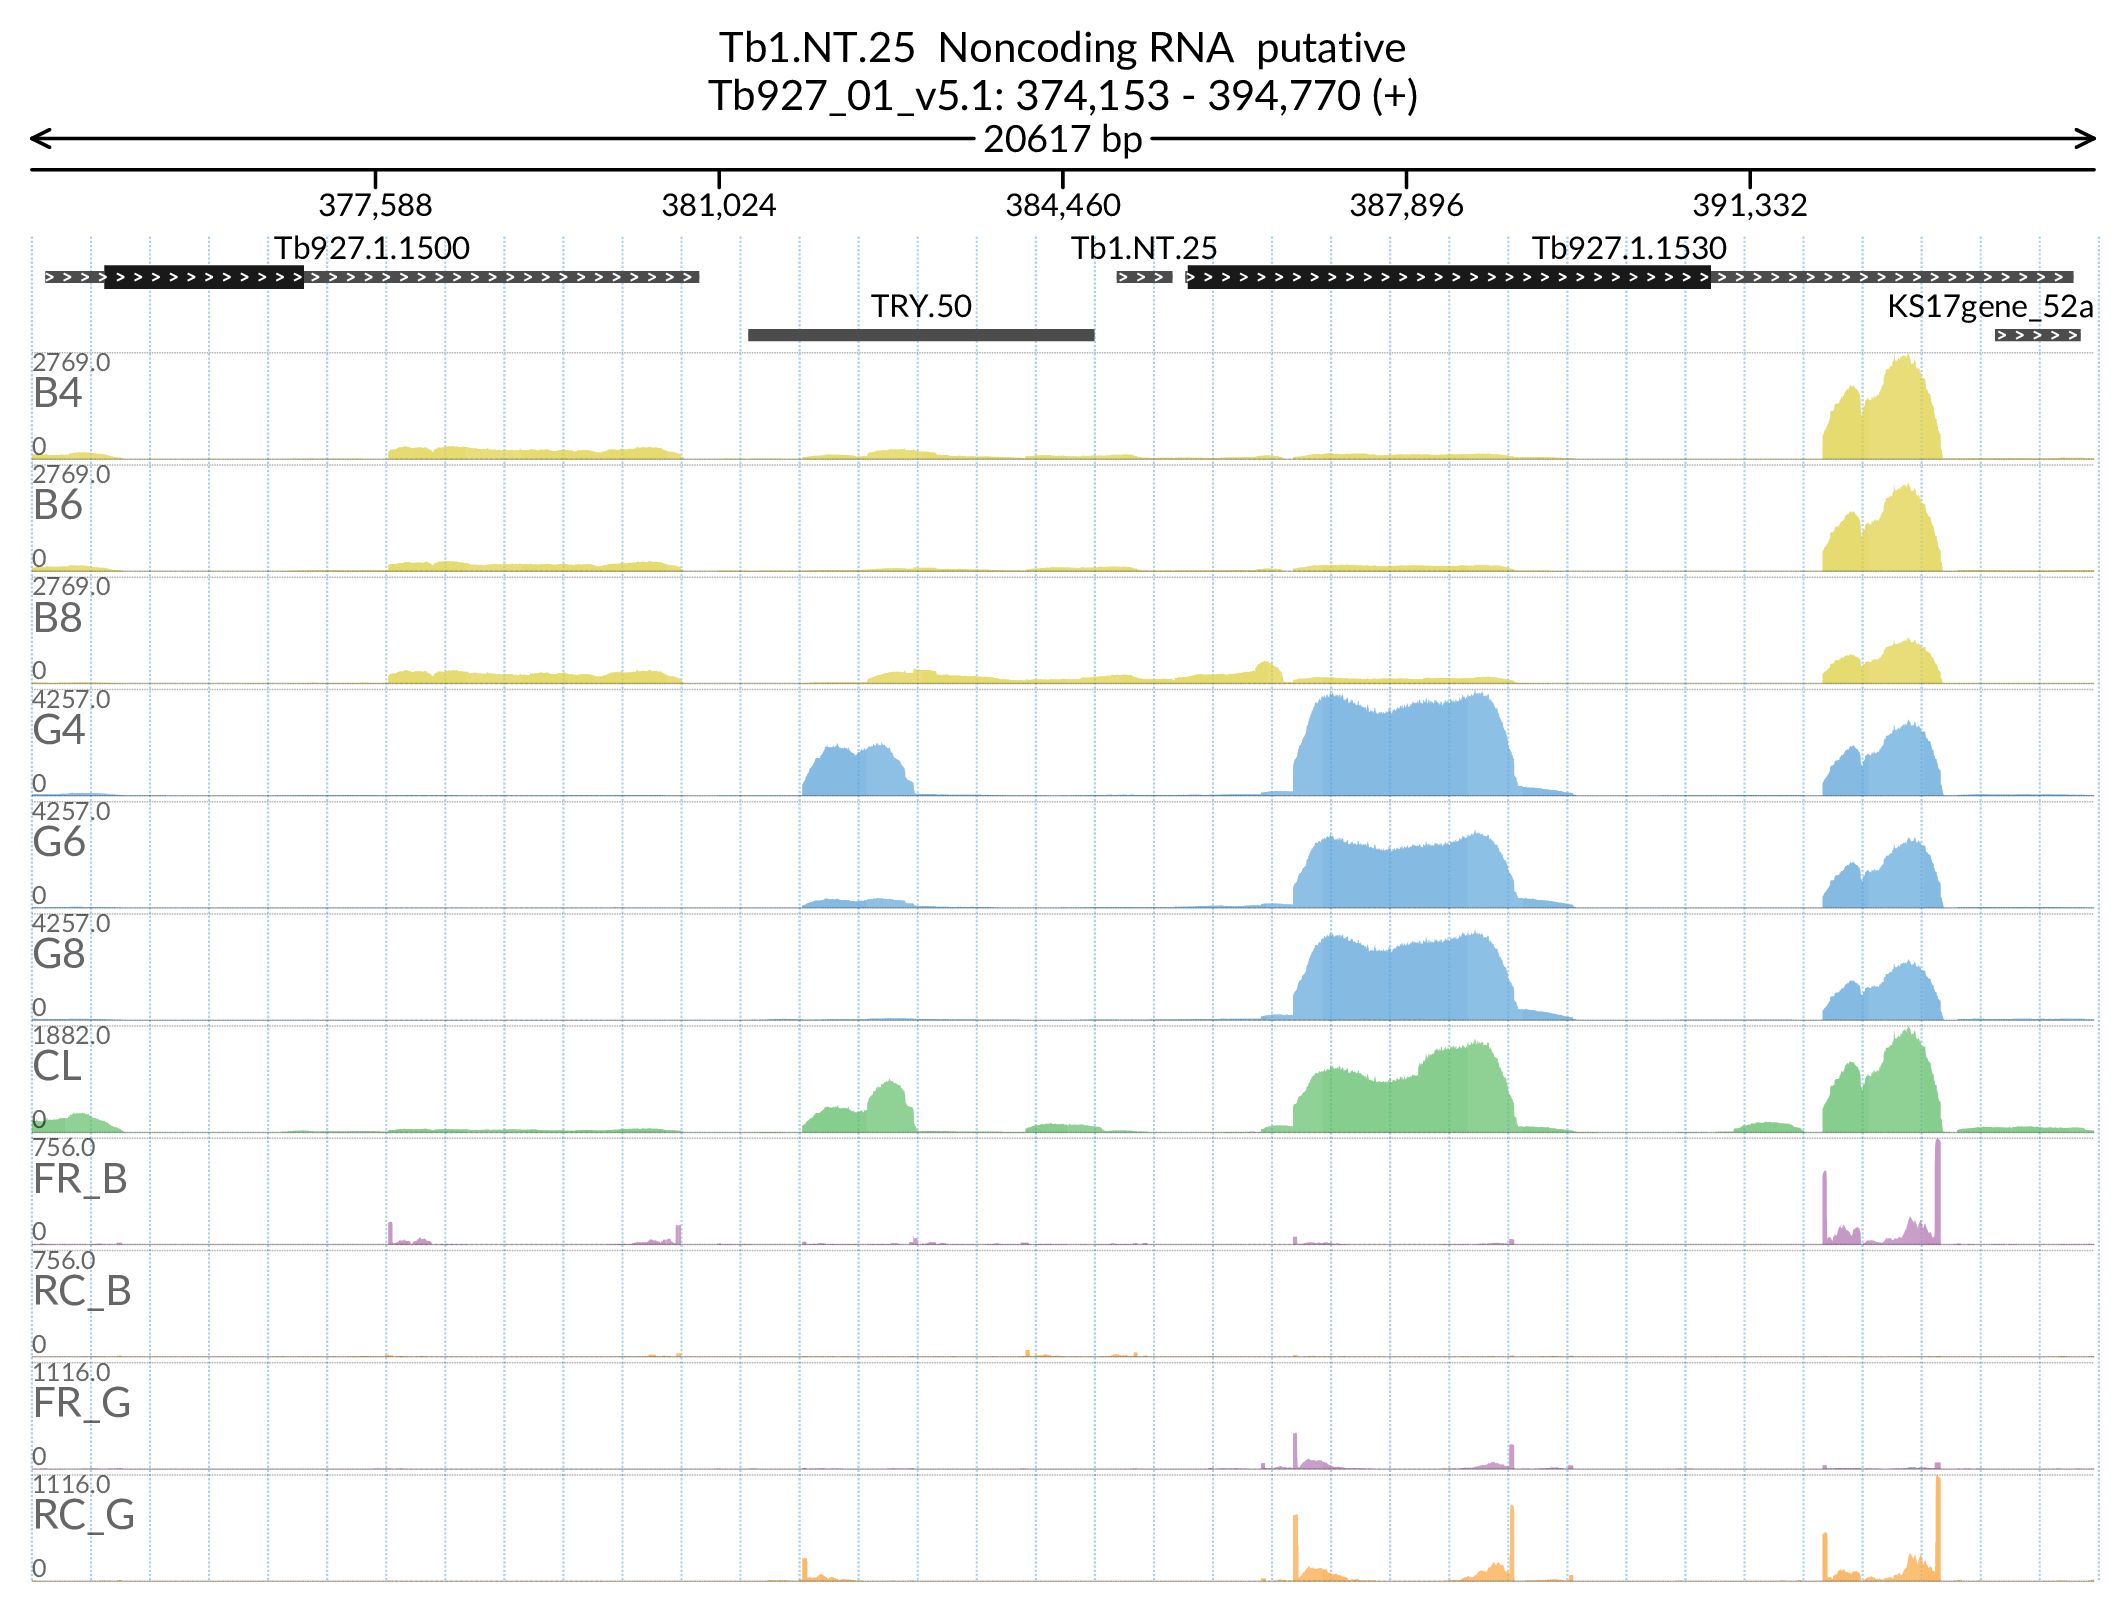 Tb1.NT.25  Noncoding RNA  putative
Tb927_01_v5.1: 374,153 - 394,770 (+)
20617 bp
377,588 381,024 384,460 387,896 391,332
Tb927.1.1500 Tb1.NT.25 Tb927.1.1530
TRY.50 KS17gene_52a
2769.0
B4
0
2769.0
B6
0
2769.0
B8
0
4257.0
G4
0
4257.0
G6
0
4257.0
G8
0
1882.0
CL
0
756.0
FR_B
0
756.0
RC_B
0
1116.0
FR_G
0
1116.0
RC_G
0